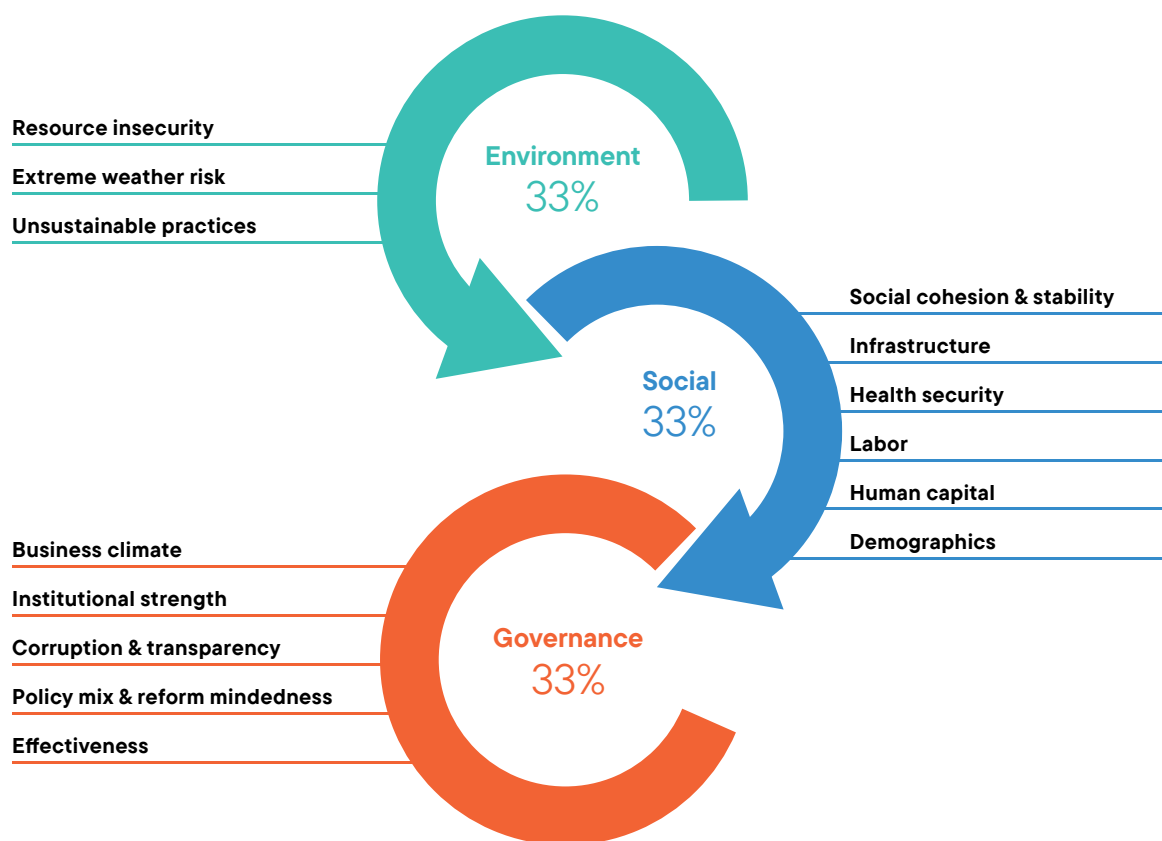 Resource insecurity
Extreme weather risk
Unsustainable practices
Environment
33%
Social cohesion & stability
Infrastructure
Health security
Labor
Human capital
Demographics
Social
33%
Business climate
Institutional strength
Corruption & transparency
Policy mix & reform mindedness
Effectiveness
Governance
33%